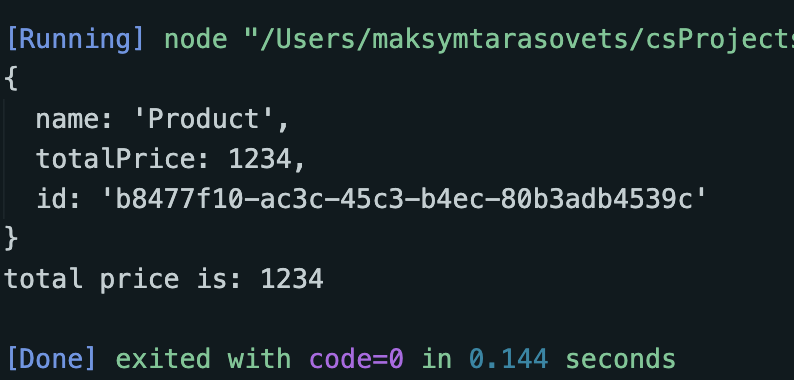 [Running] node "/Users/maksymtarasovets/csProjects
{
  name: 'Product',
  totalPrice: 1234,
  id: 'b8477f10-ac3c-45c3-b4ec-80b3adb4539c'
}
total price is: 1234
[Done] exited with code=0 in 0.144 seconds